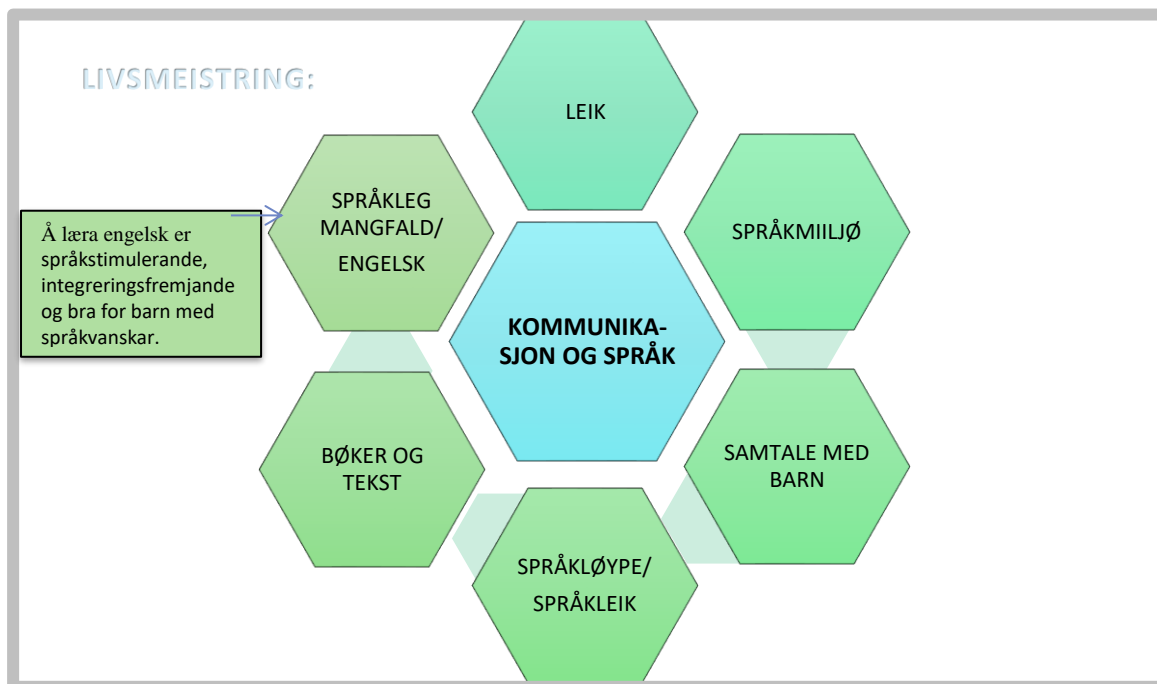 LIVSMEISTRING:
LEIK
SPRÅKLEG
MANGFALD/
ENGELSK
Å læra engelsk er
språkstimulerande,
integreringsfremjande
og bra for barn med
språkvanskar.
SPRÅKMIILJØ
KOMMUNIKA-
SJON OG SPRÅK
BØKER OG
TEKST
SAMTALE MED
BARN
SPRÅKLØYPE/
SPRÅKLEIK